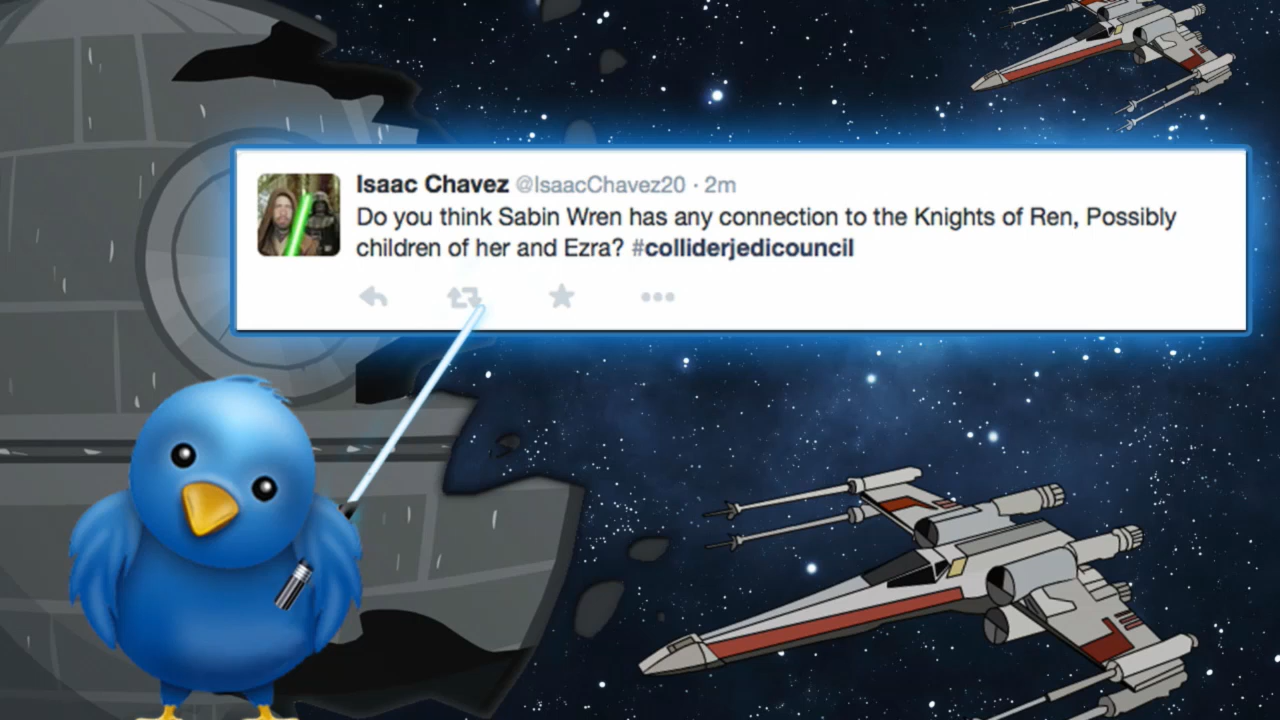 Isaac Chavez @IsaacChavez20 · 2m
Do you think Sabin Wren has any connection to the Knights of Ren, Possibly
children of her and Ezra? #colliderjedicouncil